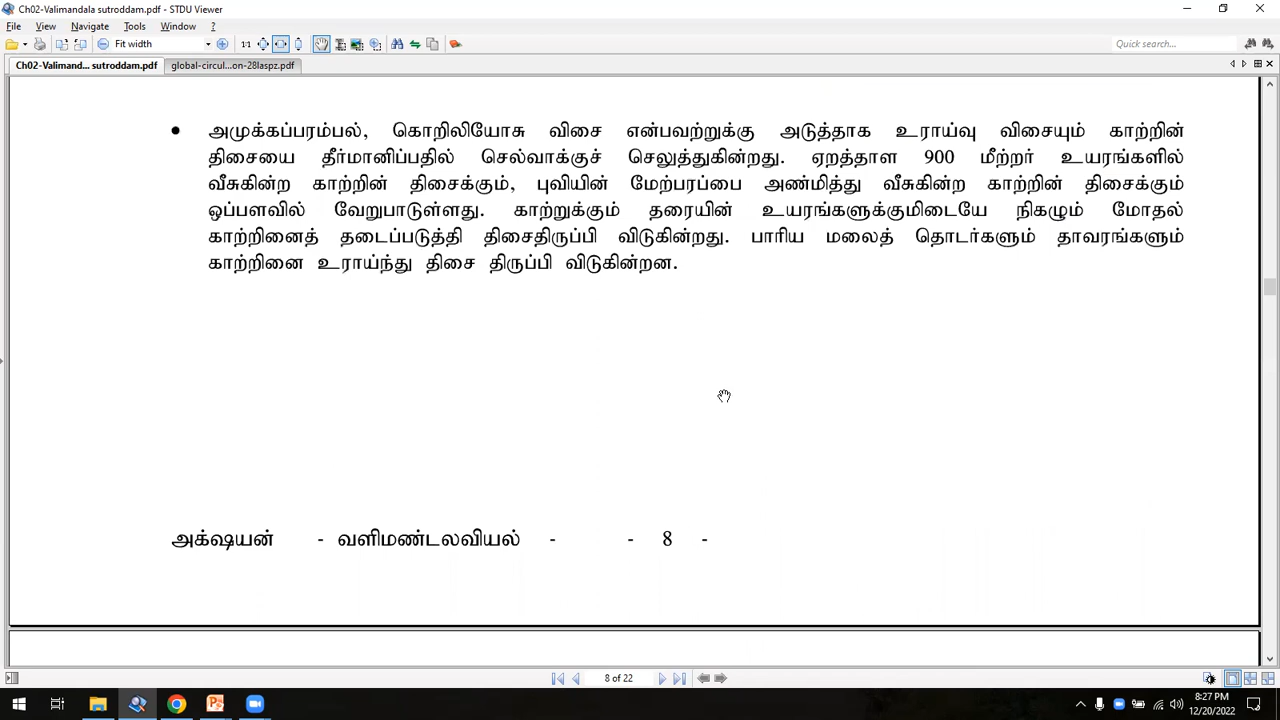 Ch02-Valimandala sutroddam.pdf - STDU Viewer
File View Navigate Tools Window ?
Fit width 1:1 Quick search...
Ch02-Valimand... sutroddam.pdf global-circul...on-28laspz.pdf
• அமுக்கப்பரம்பல், கொறிலியோசு விசை என்பவற்றுக்கு அடுத்தாக உராய்வு விசையும் காற்றின்
திசையை தீர்மானிப்பதில் செல்வாக்குச் செலுத்துகின்றது. ஏறத்தாள 900 மீற்றர் உயரங்களில்
வீசுகின்ற காற்றின் திசைக்கும், புவியின் மேற்பரப்பை அண்மித்து வீசுகின்ற காற்றின் திசைக்கும்
ஒப்பளவில் வேறுபாடுள்ளது. காற்றுக்கும் தரையின் உயரங்களுக்குமிடையே நிகழும் மோதல்
காற்றினைத் தடைப்படுத்தி திசைதிருப்பி விடுகின்றது. பாரிய மலைத் தொடர்களும் தாவரங்களும்
காற்றினை உராய்ந்து திசை திருப்பி விடுகின்றன.
அக்ஷயன் - வளிமண்டலவியல் - - 8 -
8 of 22
8:27 PM
12/20/2022